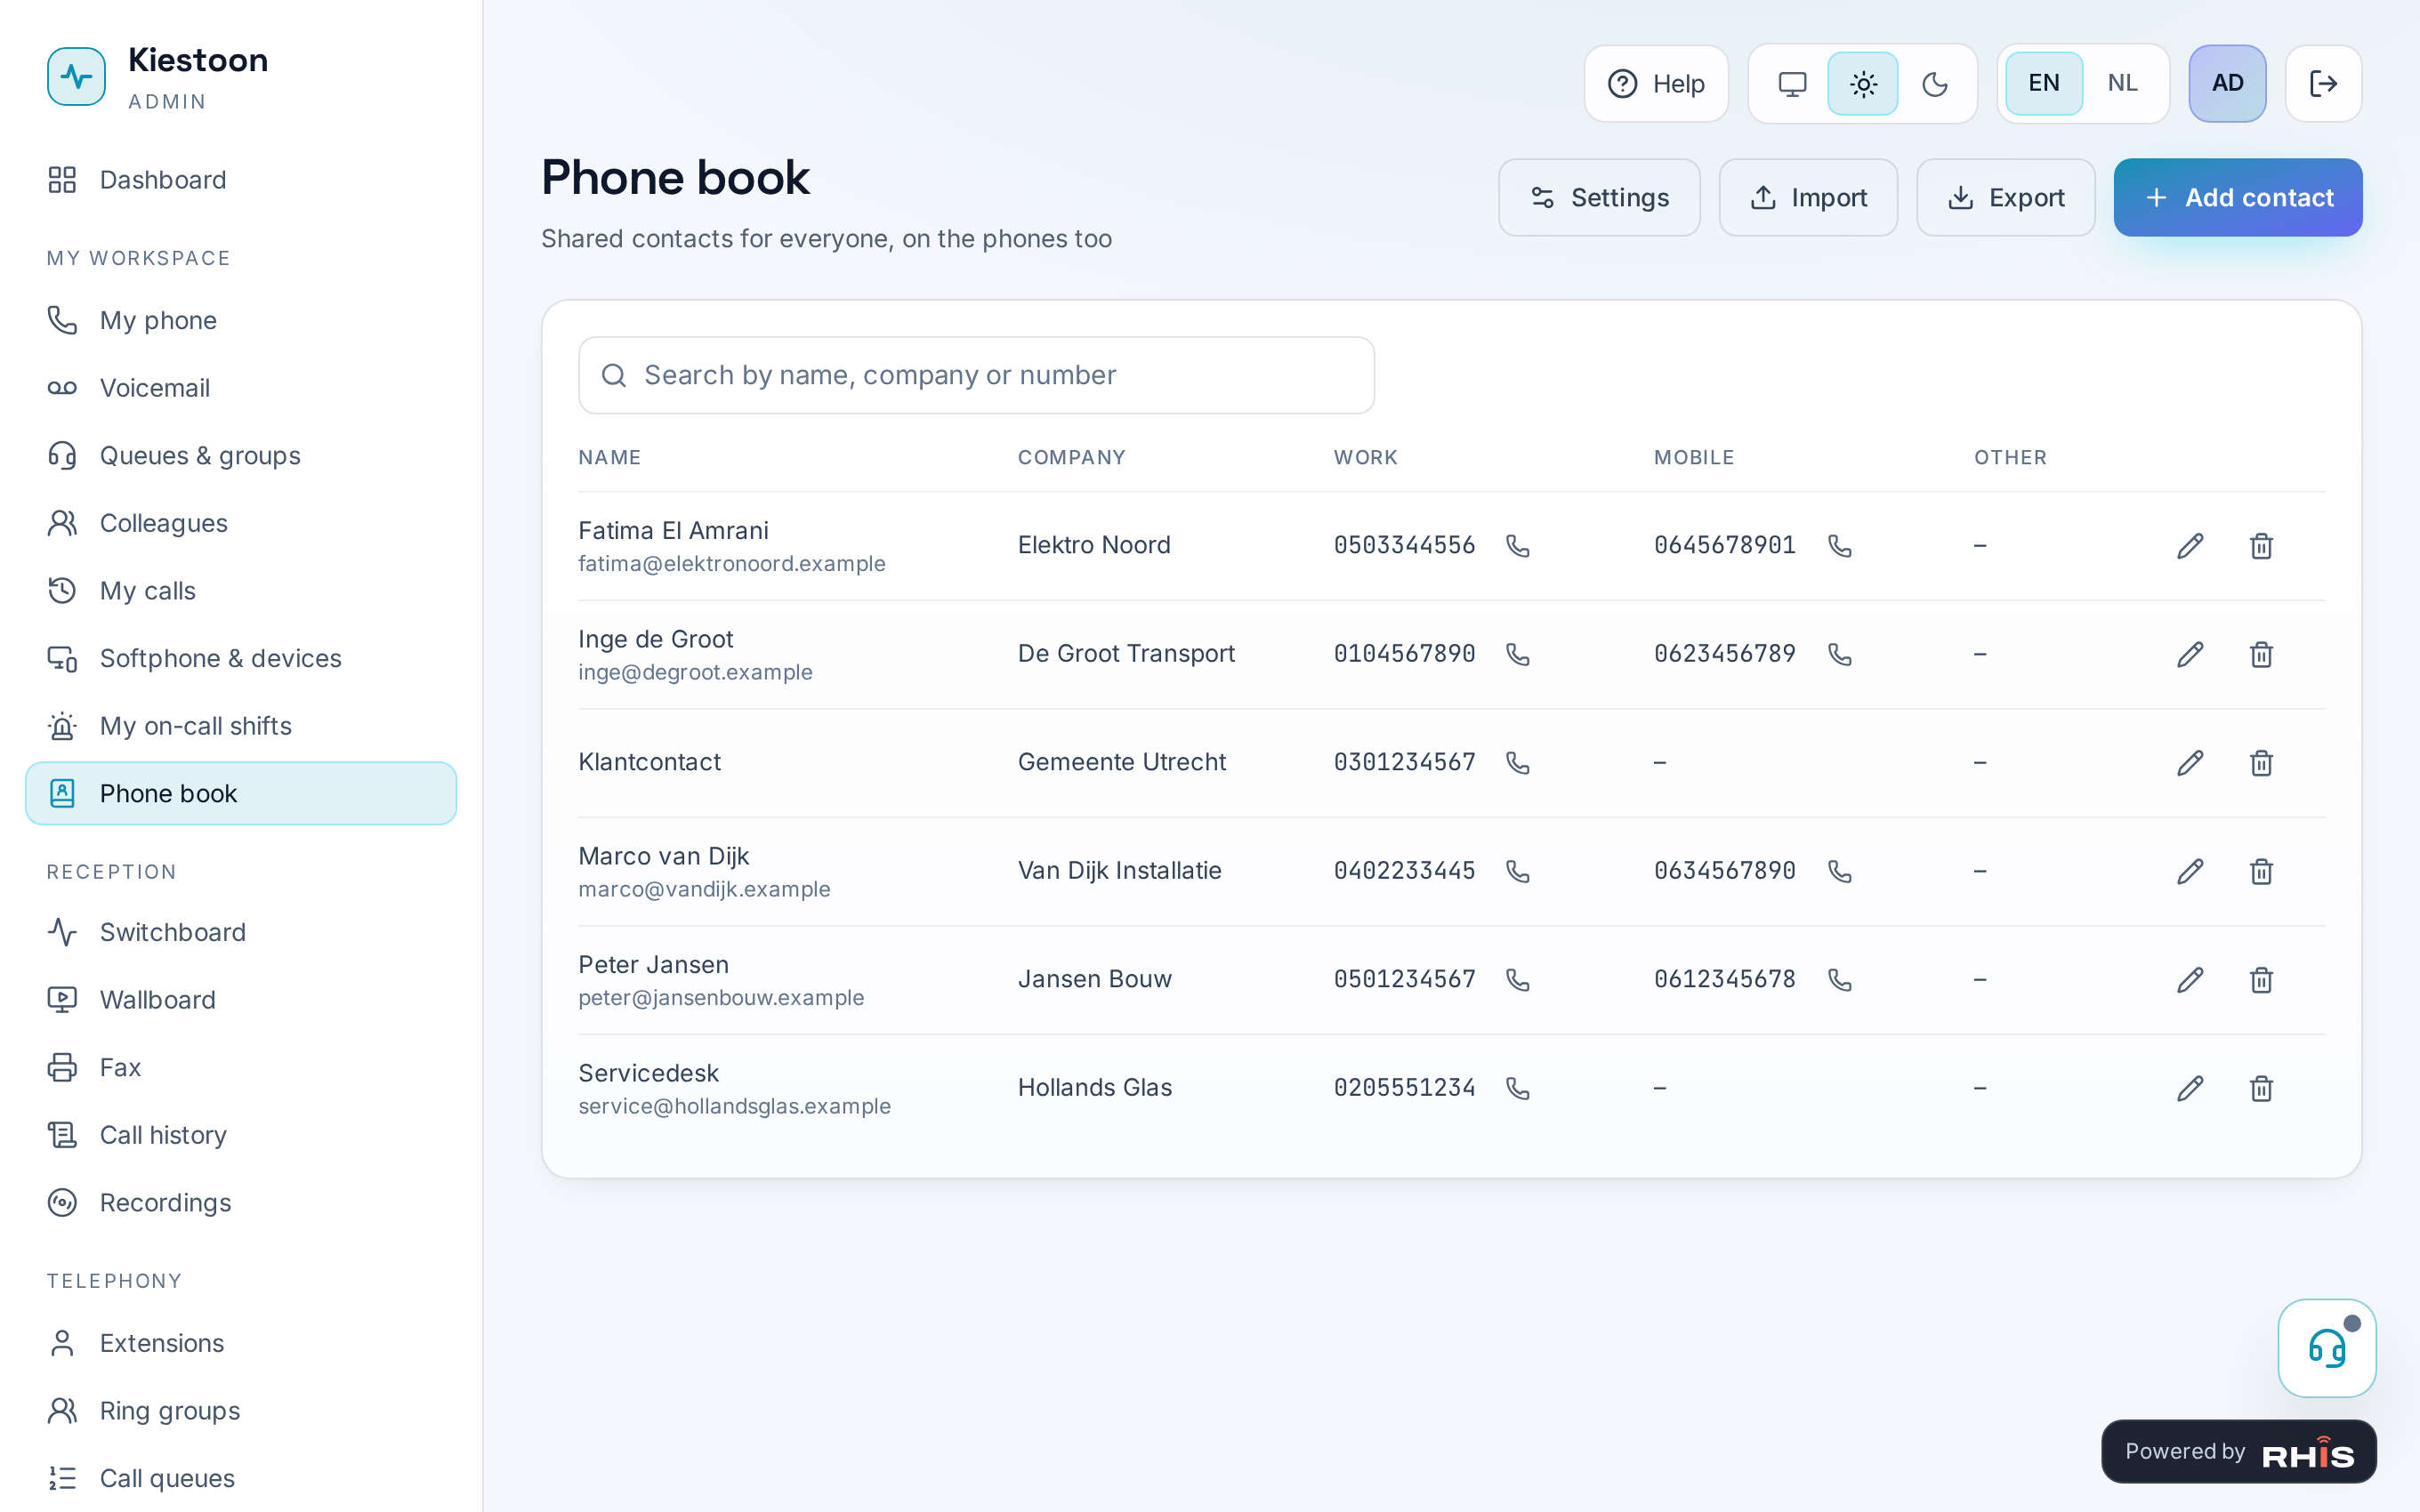 Kiestoon
ADMIN
Dashboard
MY WORKSPACE
My phone
Voicemail
Queues & groups
Colleagues
My calls
Softphone & devices
My on-call shifts
Phone book
RECEPTION
Switchboard
Wallboard
Fax
Call history
Recordings
TELEPHONY
Extensions
Ring groups
Call queues
Help
EN NL
AD
Phone book
Shared contacts for everyone, on the phones too
Settings
Import
Export
Add contact
Search by name, company or number
NAME COMPANY WORK MOBILE OTHER
Fatima El Amrani
fatima@elektronoord.example
Elektro Noord 0503344556 0645678901 –
Inge de Groot
inge@degroot.example
De Groot Transport 0104567890 0623456789 –
Klantcontact Gemeente Utrecht 0301234567 – –
Marco van Dijk
marco@vandijk.example
Van Dijk Installatie 0402233445 0634567890 –
Peter Jansen
peter@jansenbouw.example
Jansen Bouw 0501234567 0612345678 –
Servicedesk
service@hollandsglas.example
Hollands Glas 0205551234 – –
Powered by RHiS